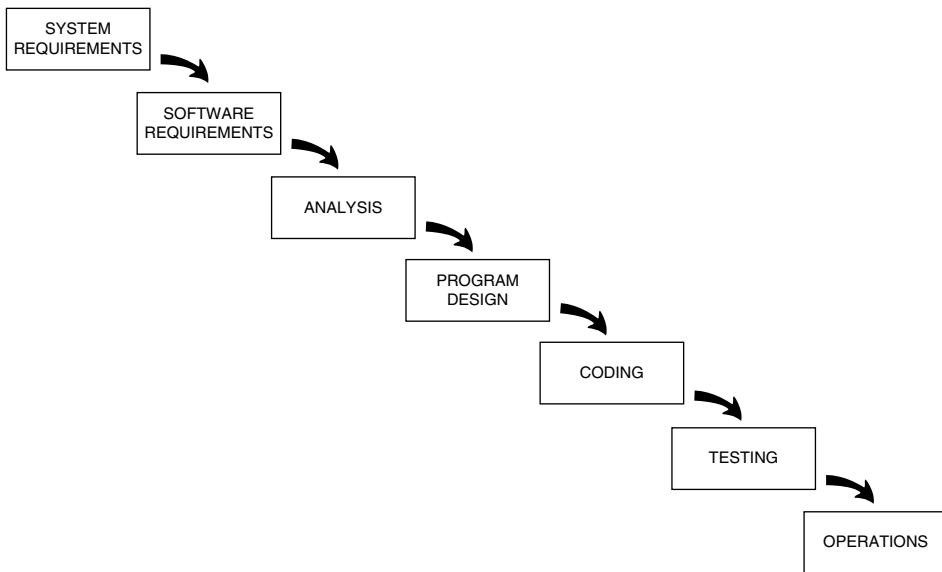 SYSTEM
REQUIREMENTS
SOFTWARE
REQUIREMENTS
ANALYSIS
PROGRAM
DESIGN
CODING
TESTING
OPERATIONS